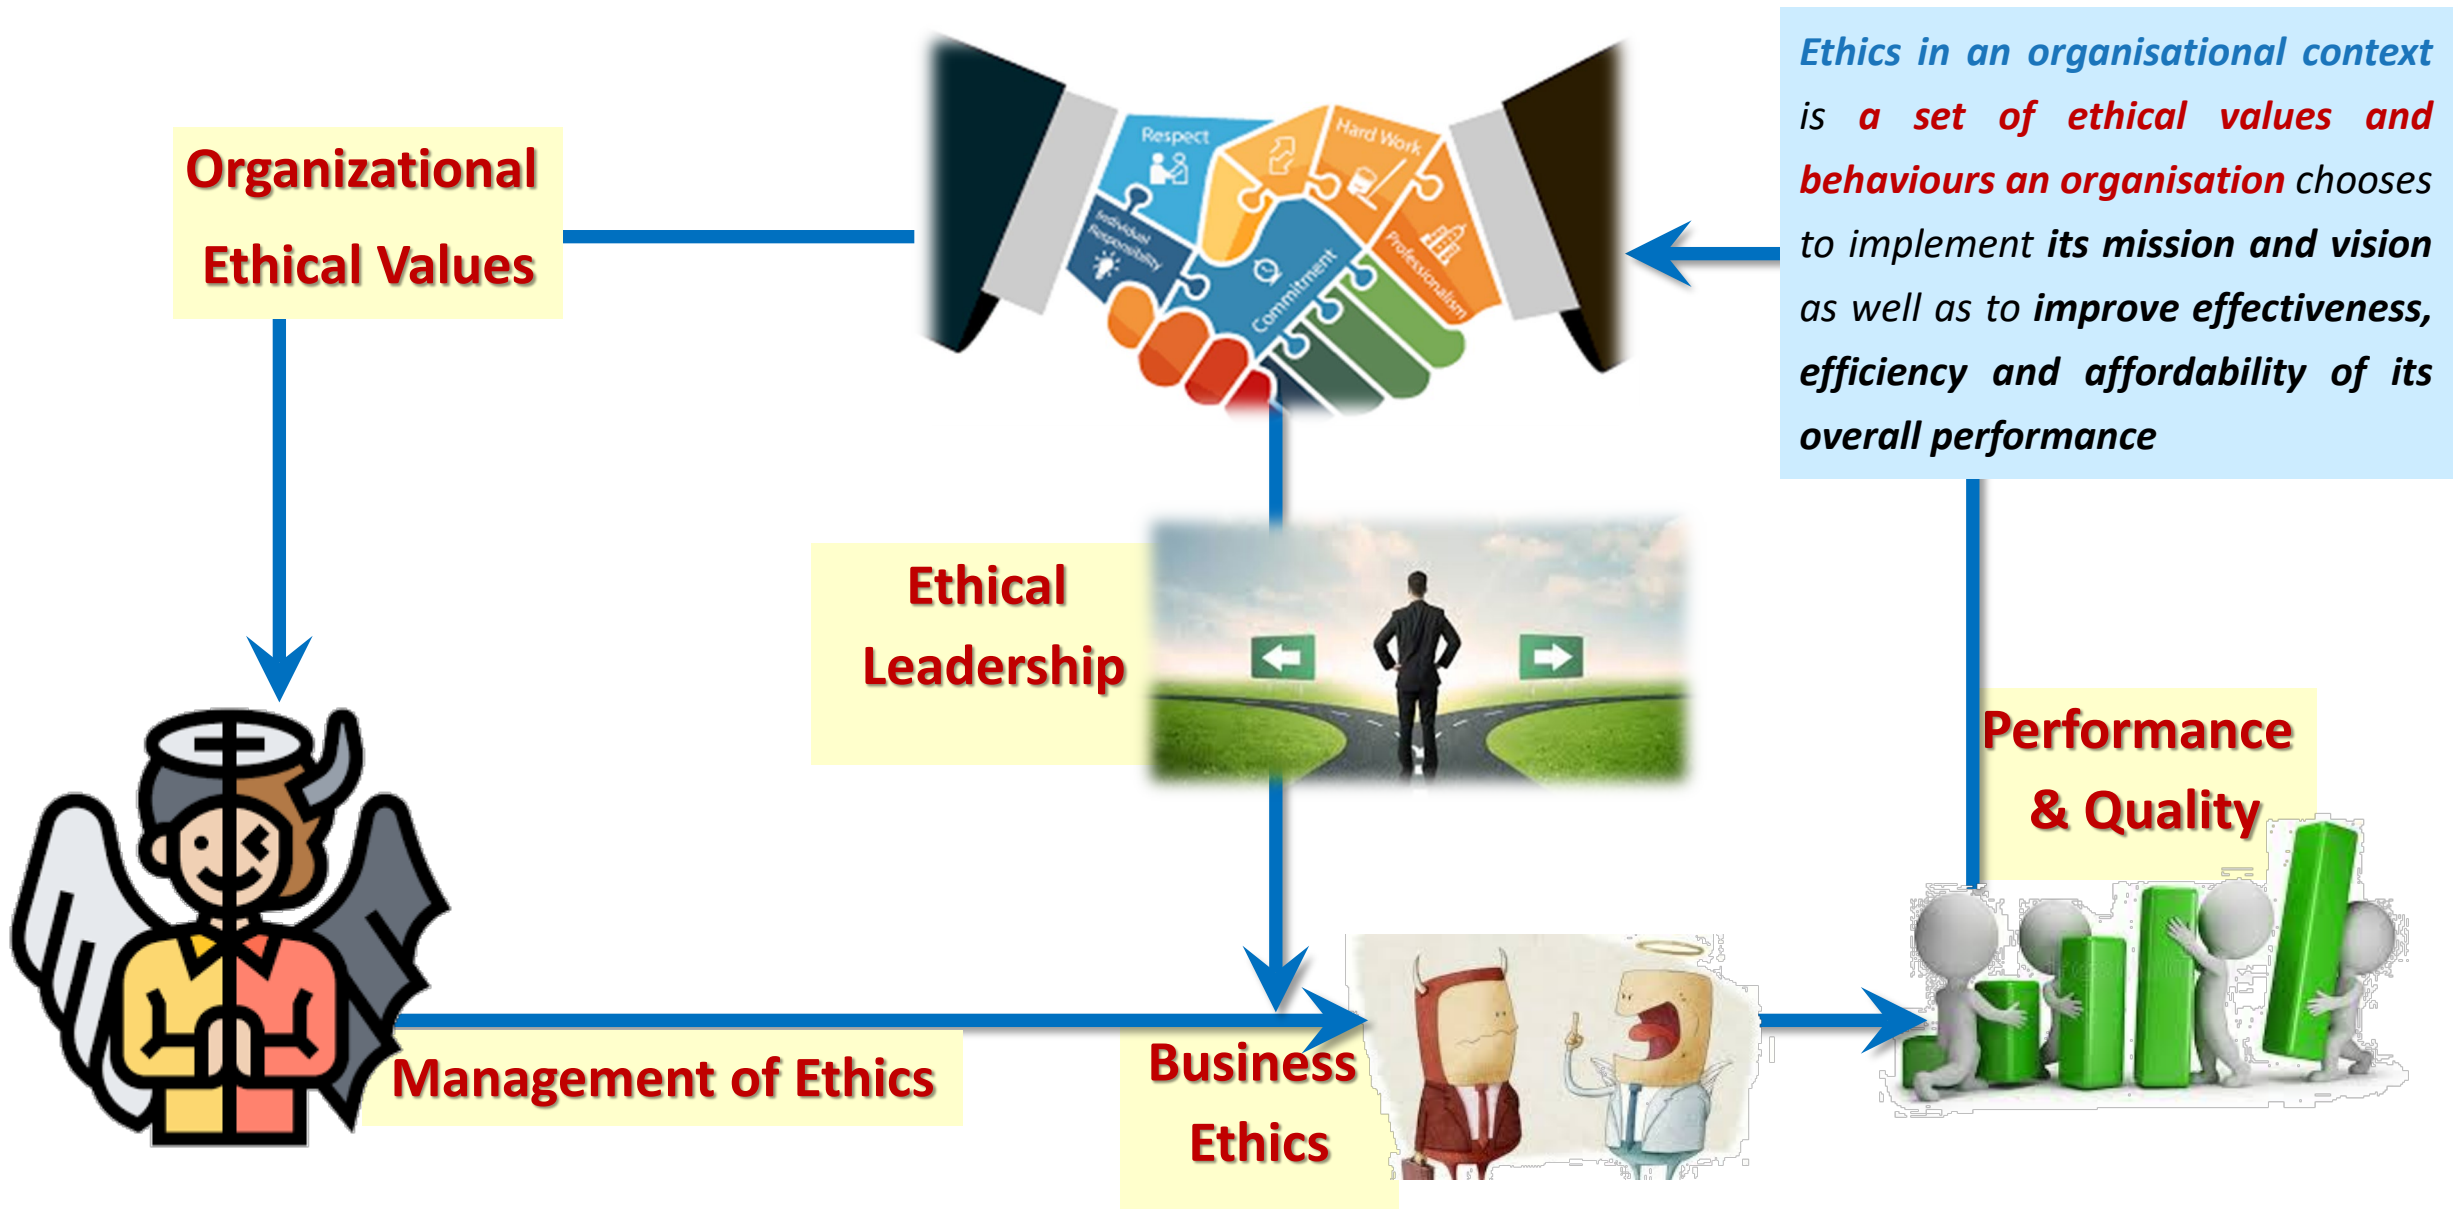 Organizational
Ethical Values
Respect
Hard Work
Individual
Responsibility
Commitment
Professionalism
Ethics in an organisational context
is a set of ethical values and
behaviours an organisation chooses
to implement its mission and vision
as well as to improve effectiveness,
efficiency and affordability of its
overall performance
Ethical
Leadership
Performance
& Quality
Management of Ethics
Business
Ethics